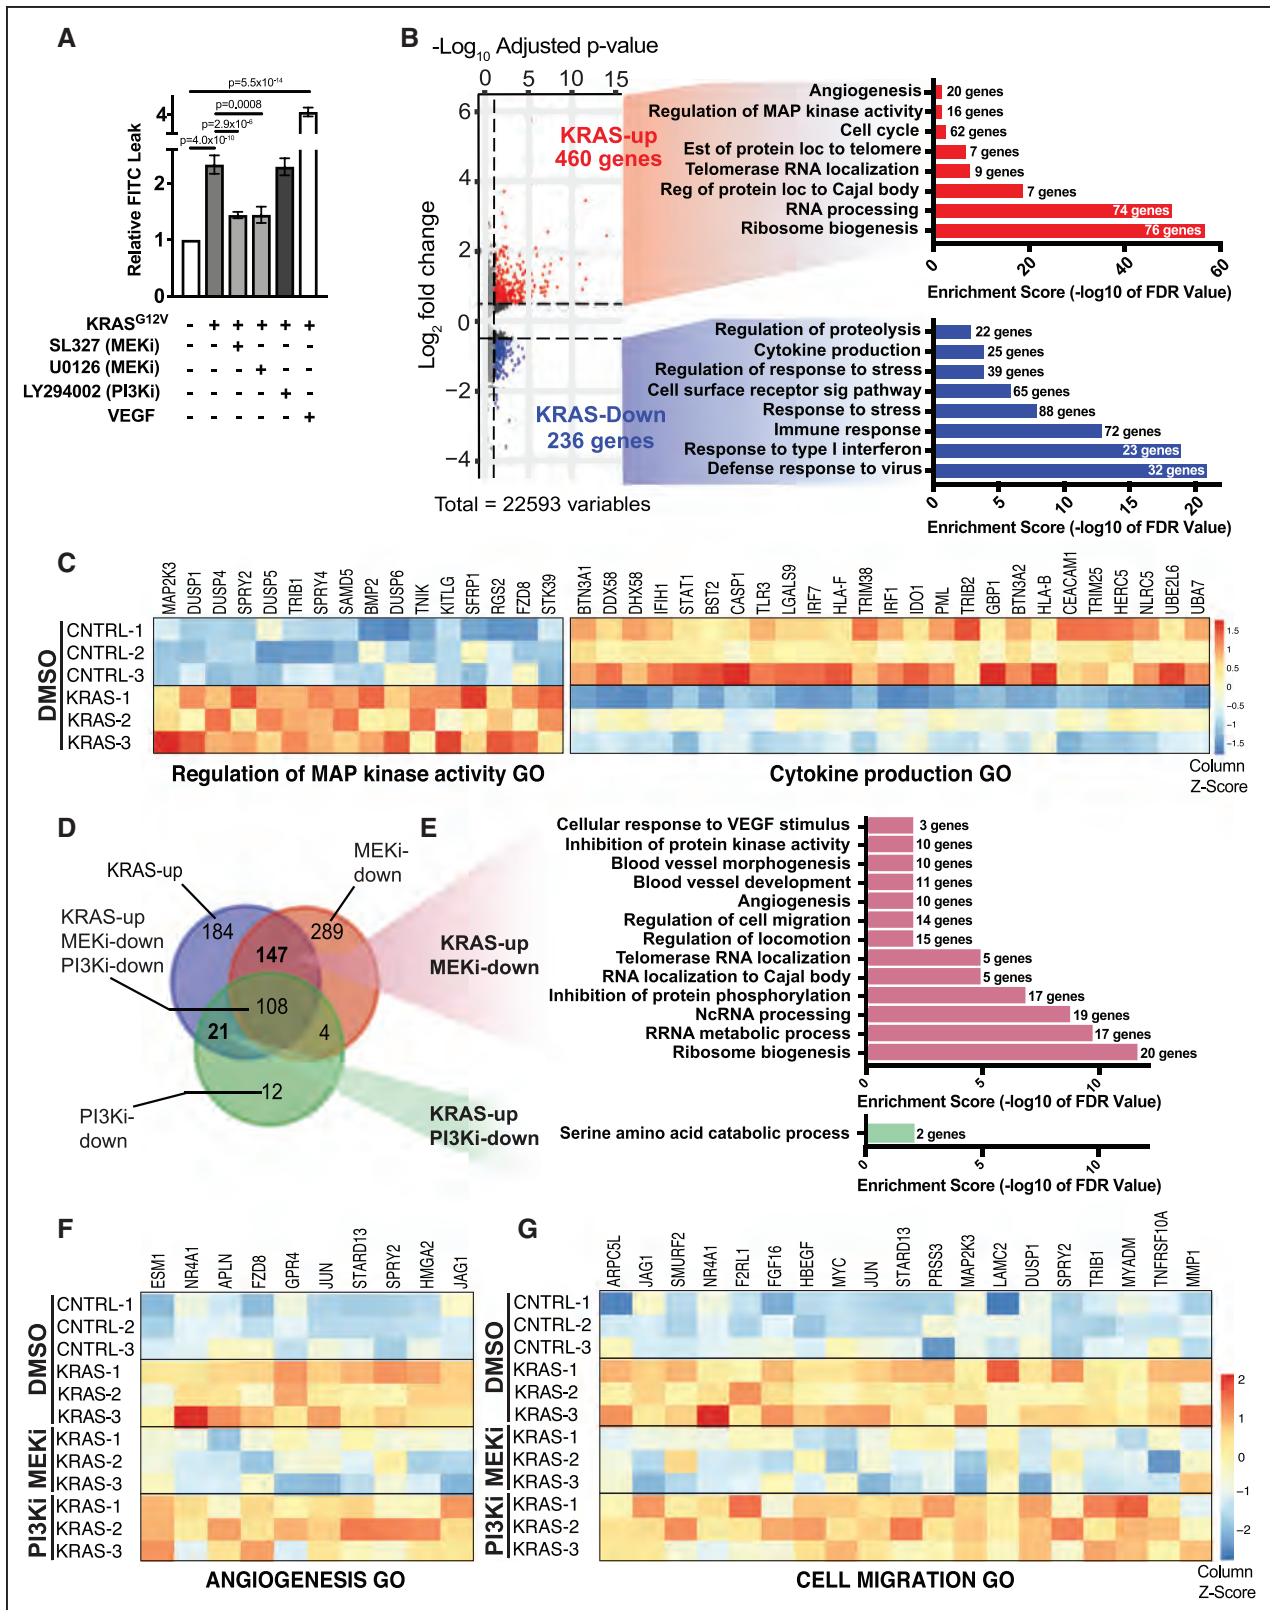 A
p=5.5x10-14
p=0.0008
p=2.9x10-6
p=4.0x10-10
Relative FITC Leak
4
2
1
0
KRASG12V - + + + + +
SL327 (MEKi) - - + - - -
U0126 (MEKi) - - - + - -
LY294002 (PI3Ki) - - - - + -
VEGF - - - - - +
B
-Log10 Adjusted p-value
0 5 10 15
Log2 fold change
6
4
2
0
−2
−4
KRAS-up
460 genes
KRAS-Down
236 genes
Total = 22593 variables
Angiogenesis 20 genes
Regulation of MAP kinase activity 16 genes
Cell cycle 62 genes
Est of protein loc to telomere 7 genes
Telomerase RNA localization 9 genes
Reg of protein loc to Cajal body 7 genes
RNA processing 74 genes
Ribosome biogenesis 76 genes
0 20 40 60
Enrichment Score (-log10 of FDR Value)
Regulation of proteolysis 22 genes
Cytokine production 25 genes
Regulation of response to stress 39 genes
Cell surface receptor sig pathway 65 genes
Response to stress 88 genes
Immune response 72 genes
Response to type I interferon 23 genes
Defense response to virus 32 genes
0 5 10 15 20
Enrichment Score (-log10 of FDR Value)
C
MAP2K3 DUSP1 DUSP4 SPRY2 DUSP5 TRIB1 SPRY4 SAMD5 BMP2 DUSP6 TNIK KITLG SFRP1 RGS2 FZD8 STK39
BTN3A1 DDX58 DHX58 IFIH1 STAT1 BST2 CASP1 TLR3 LGALS9 IRF7 HLA-F TRIM38 IRF1 IDO1 PML TRIB2 GBP1 BTN3A2 HLA-B CEACAM1 TRIM25 HERC5 NLRC5 UBE2L6 UBA7
DMSO
CNTRL-1
CNTRL-2
CNTRL-3
KRAS-1
KRAS-2
KRAS-3
1.5
1
0.5
0
−0.5
−1
−1.5
Column
Z-Score
Regulation of MAP kinase activity GO
Cytokine production GO
D
KRAS-up
MEKi-
down
KRAS-up
MEKi-down
PI3Ki-down
PI3Ki-
down
184
147
289
108
21
4
12
KRAS-up
MEKi-down
KRAS-up
PI3Ki-down
E
Cellular response to VEGF stimulus 3 genes
Inhibition of protein kinase activity 10 genes
Blood vessel morphogenesis 10 genes
Blood vessel development 11 genes
Angiogenesis 10 genes
Regulation of cell migration 14 genes
Regulation of locomotion 15 genes
Telomerase RNA localization 5 genes
RNA localization to Cajal body 5 genes
Inhibition of protein phosphorylation 17 genes
NcRNA processing 19 genes
RRNA metabolic process 17 genes
Ribosome biogenesis 20 genes
0 5 10
Enrichment Score (-log10 of FDR Value)
Serine amino acid catabolic process 2 genes
0 5 10
Enrichment Score (-log10 of FDR Value)
F
ESM1 NR4A1 APLN FZD8 GPR4 JUN STARD13 SPRY2 HMGA2 JAG1
DMSO
CNTRL-1
CNTRL-2
CNTRL-3
KRAS-1
KRAS-2
KRAS-3
MEKi
KRAS-1
KRAS-2
KRAS-3
PI3Ki
KRAS-1
KRAS-2
KRAS-3
ANGIOGENESIS GO
G
ARPC5L JAG1 SMURF2 NR4A1 F2RL1 FGF16 HBEGF MYC JUN STARD13 PRSS3 MAP2K3 LAMC2 DUSP1 SPRY2 TRIB1 MYADM TNFRSF10A MMP1
DMSO
CNTRL-1
CNTRL-2
CNTRL-3
KRAS-1
KRAS-2
KRAS-3
MEKi
KRAS-1
KRAS-2
KRAS-3
PI3Ki
KRAS-1
KRAS-2
KRAS-3
2
1
0
−1
−2
Column
Z-Score
CELL MIGRATION GO